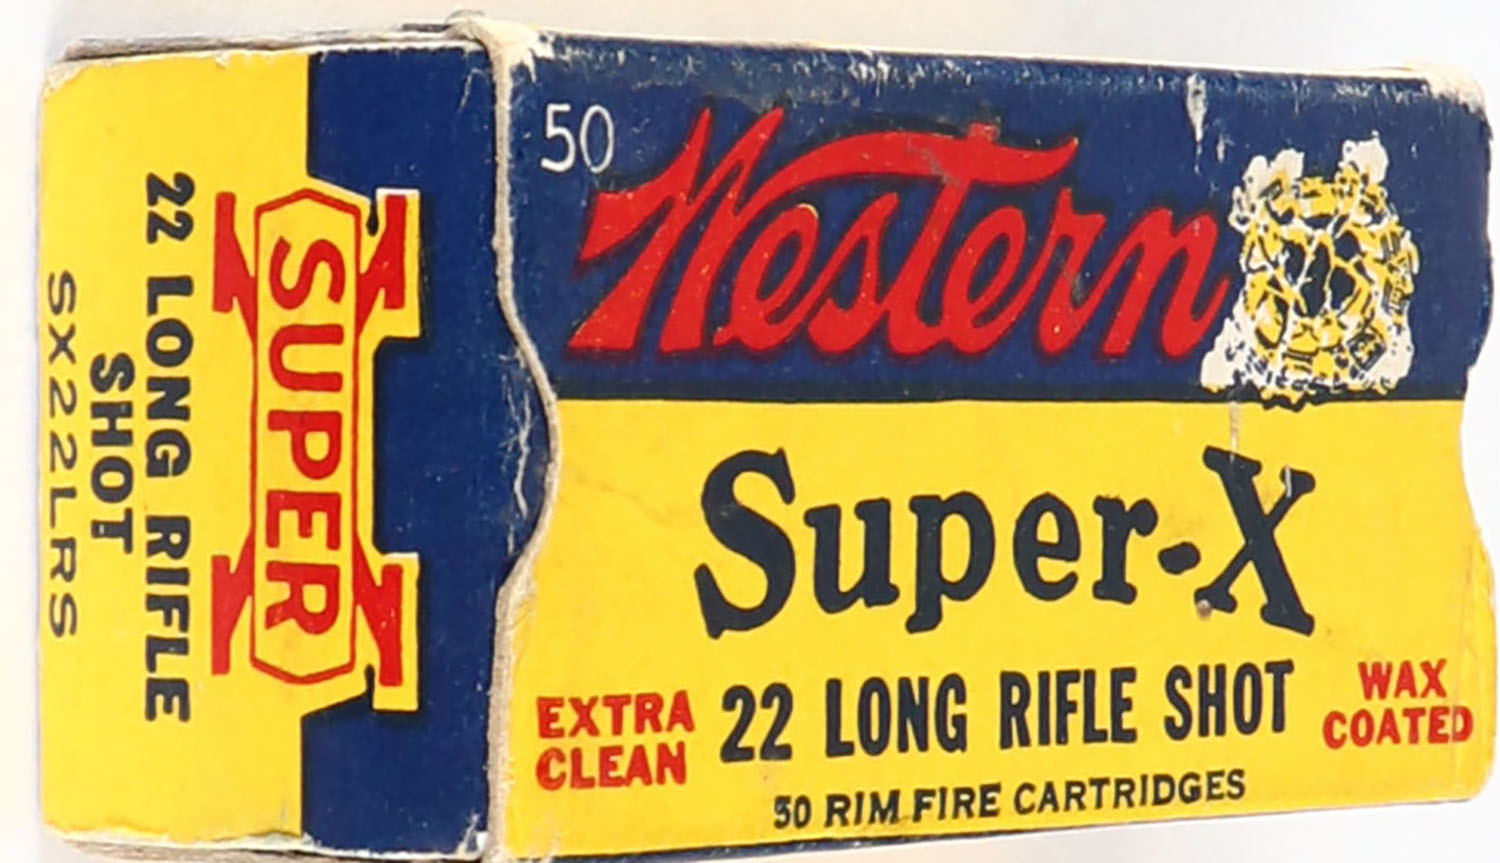 50
Western
Super-X
EXTRA CLEAN
22 LONG RIFLE SHOT
WAX COATED
50 RIM FIRE CARTRIDGES
SUPER X
22 LONG RIFLE
SHOT
SX22LRS